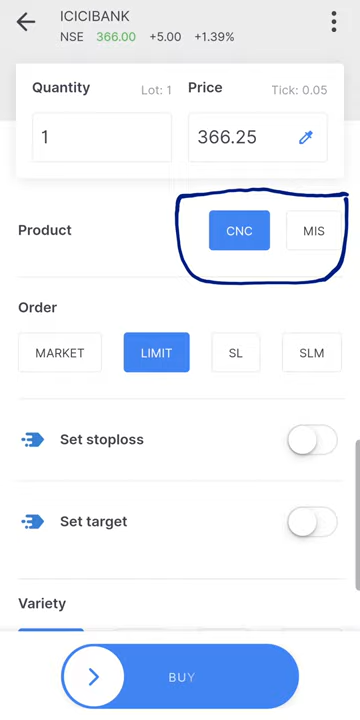 ICICIBANK
NSE 366.00 +5.00 +1.39%
Quantity Lot: 1 Price Tick: 0.05
1 366.25
Product CNC MIS
Order
MARKET LIMIT SL SLM
Set stoploss
Set target
Variety
BUY